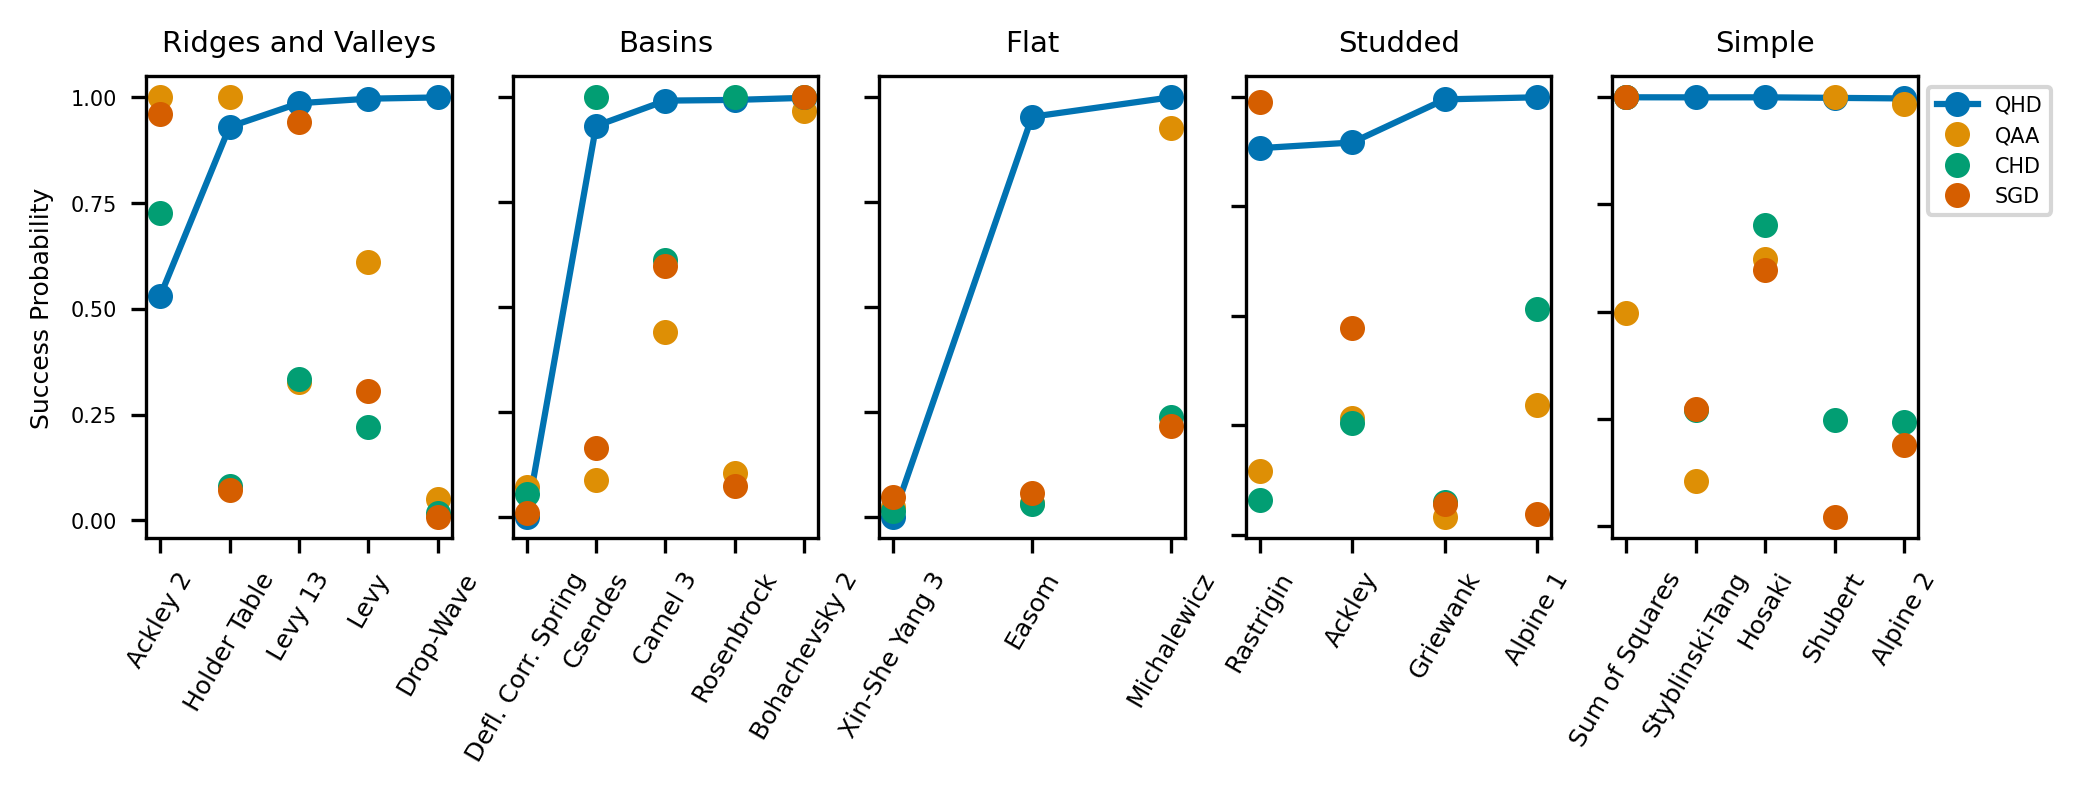 Ridges and Valleys
Basins
Flat
Studded
Simple
Success Probability
1.00
0.75
0.50
0.25
0.00
QHD
QAA
CHD
SGD
Ackley 2
Holder Table
Levy 13
Levy
Drop-Wave
Defl. Corr. Spring
Csendes
Camel 3
Rosenbrock
Bohachevsky 2
Xin-She Yang 3
Easom
Michalewicz
Rastrigin
Ackley
Griewank
Alpine 1
Sum of Squares
Styblinski-Tang
Hosaki
Shubert
Alpine 2